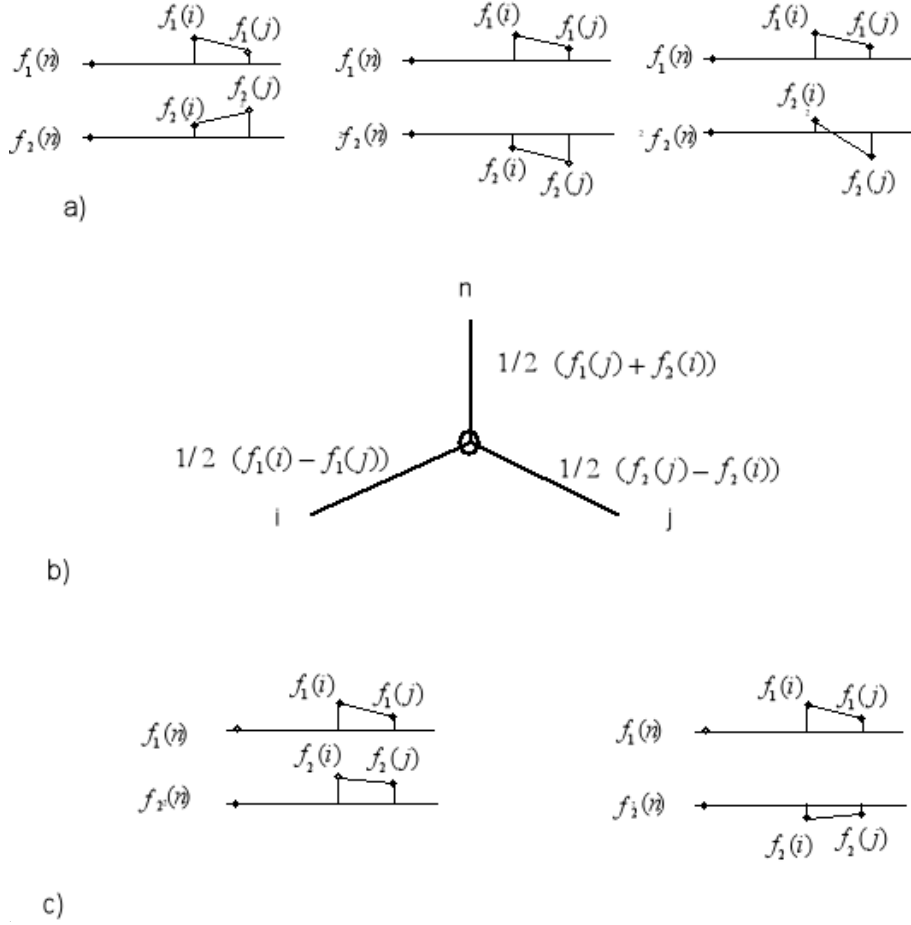 f₁(i) f₁(j) f₁(i) f₁(j) f₁(i) f₁(j)
f₁(n) f₁(n) f₁(n)
f₂(i) f₂(j) f₂(i)
f₂(n) f₂(n) f₂(n)
f₂(i) f₂(j) f₂(j)
a)
n
1/2 (f₁(j) + f₂(i))
1/2 (f₁(i) − f₁(j)) 1/2 (f₂(j) − f₂(i))
i j
b)
f₁(i) f₁(j) f₁(i) f₁(j)
f₁(n) f₁(n)
f₂(i) f₂(j)
f₂(n) f₂(n)
f₂(i) f₂(j)
c)